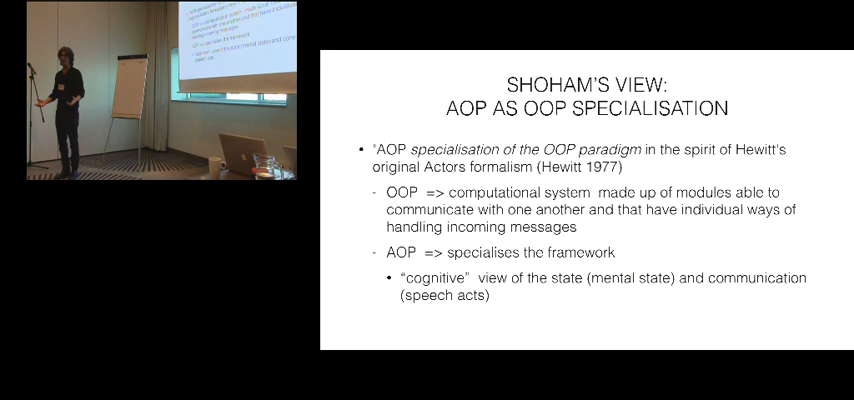 SHOHAM'S VIEW:
AOP AS OOP SPECIALISATION
• "AOP specialisation of the OOP paradigm in the spirit of Hewitt's
original Actors formalism (Hewitt 1977)
- OOP => computational system made up of modules able to
communicate with one another and that have individual ways of
handling incoming messages
- AOP => specialises the framework
• “cognitive” view of the state (mental state) and communication
(speech acts)